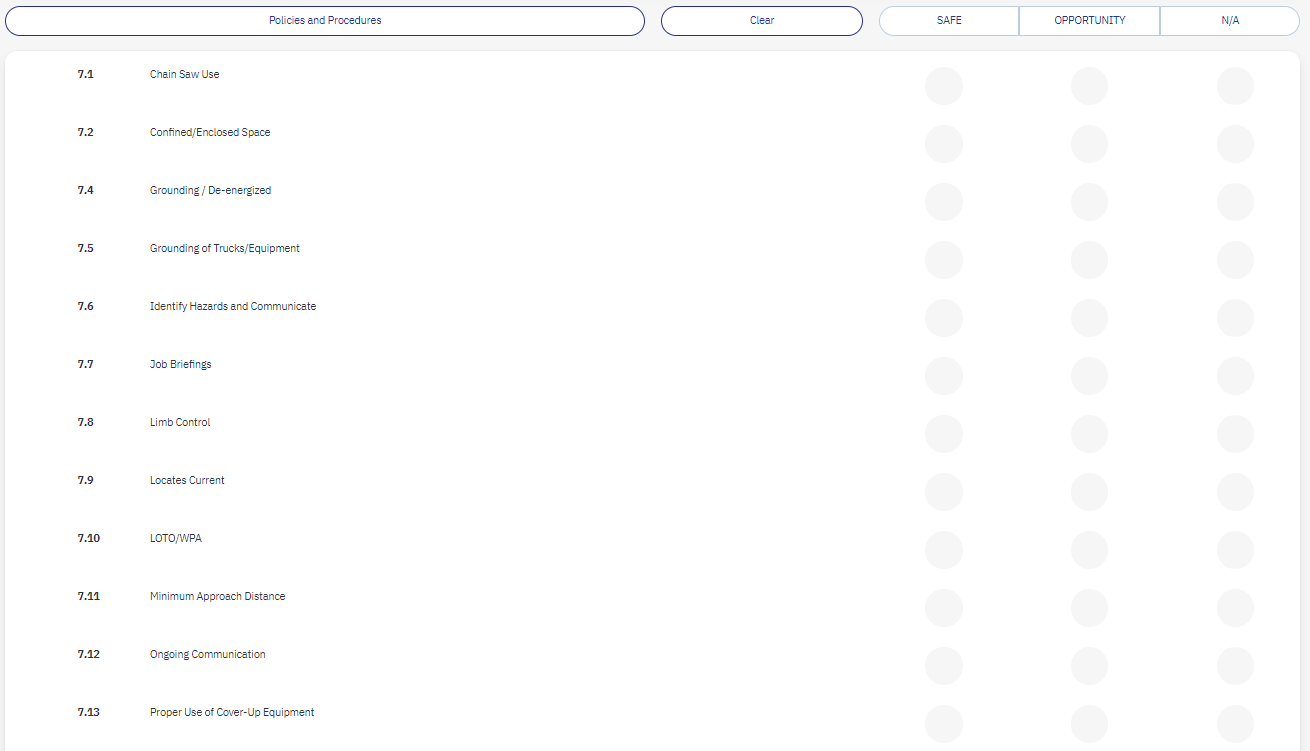 Policies and Procedures Clear SAFE OPPORTUNITY N/A
7.1 Chain Saw Use
7.2 Confined/Enclosed Space
7.4 Grounding / De-energized
7.5 Grounding of Trucks/Equipment
7.6 Identify Hazards and Communicate
7.7 Job Briefings
7.8 Limb Control
7.9 Locates Current
7.10 LOTO/WPA
7.11 Minimum Approach Distance
7.12 Ongoing Communication
7.13 Proper Use of Cover-Up Equipment